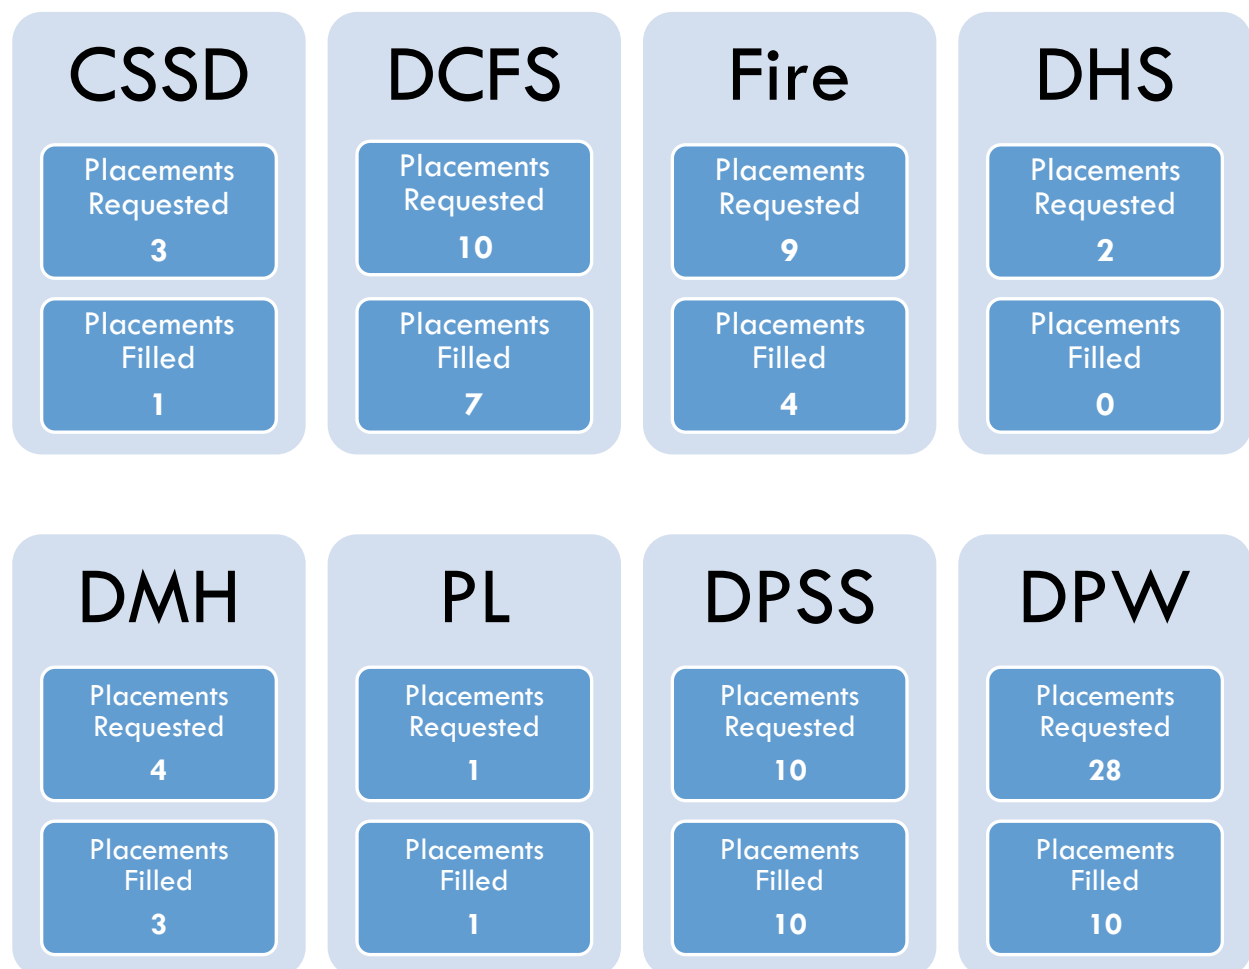 CSSD
Placements
Requested
3
Placements
Filled
1
DCFS
Placements
Requested
10
Placements
Filled
7
Fire
Placements
Requested
9
Placements
Filled
4
DHS
Placements
Requested
2
Placements
Filled
0
DMH
Placements
Requested
4
Placements
Filled
3
PL
Placements
Requested
1
Placements
Filled
1
DPSS
Placements
Requested
10
Placements
Filled
10
DPW
Placements
Requested
28
Placements
Filled
10